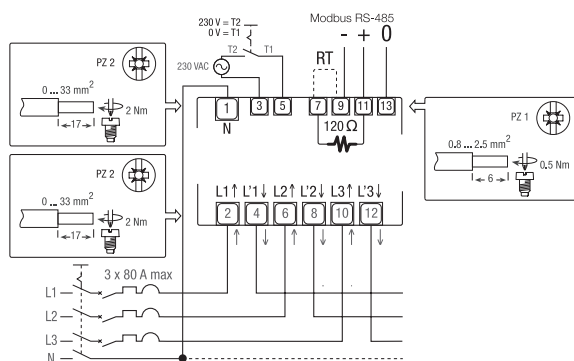 230 V = T2
0 V = T1
Modbus RS-485
T2 T1
RT
- + 0
230 VAC
PZ 2
0 ... 33 mm²
17
2 Nm
1 3 5 7 9 11 13
N
120 Ω
PZ 1
0.8 ... 2.5 mm²
6
0.5 Nm
PZ 2
0 ... 33 mm²
17
2 Nm
L1↑ L'1↓ L2↑ L'2↓ L3↑ L'3↓
2 4 6 8 10 12
3 x 80 A max
L1
L2
L3
N